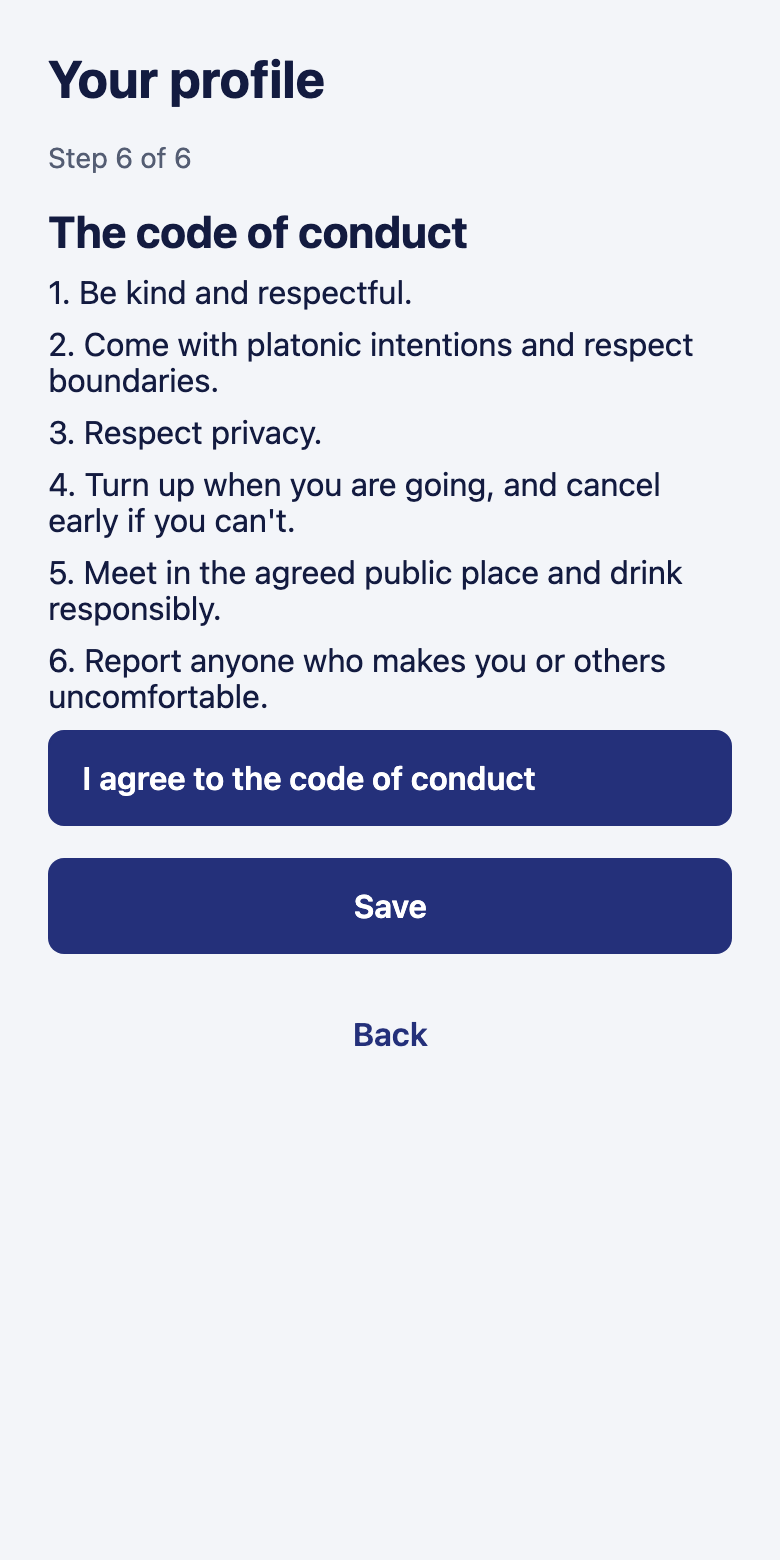 Your profile
Step 6 of 6
The code of conduct
1. Be kind and respectful.
2. Come with platonic intentions and respect
boundaries.
3. Respect privacy.
4. Turn up when you are going, and cancel
early if you can't.
5. Meet in the agreed public place and drink
responsibly.
6. Report anyone who makes you or others
uncomfortable.
I agree to the code of conduct
Save
Back